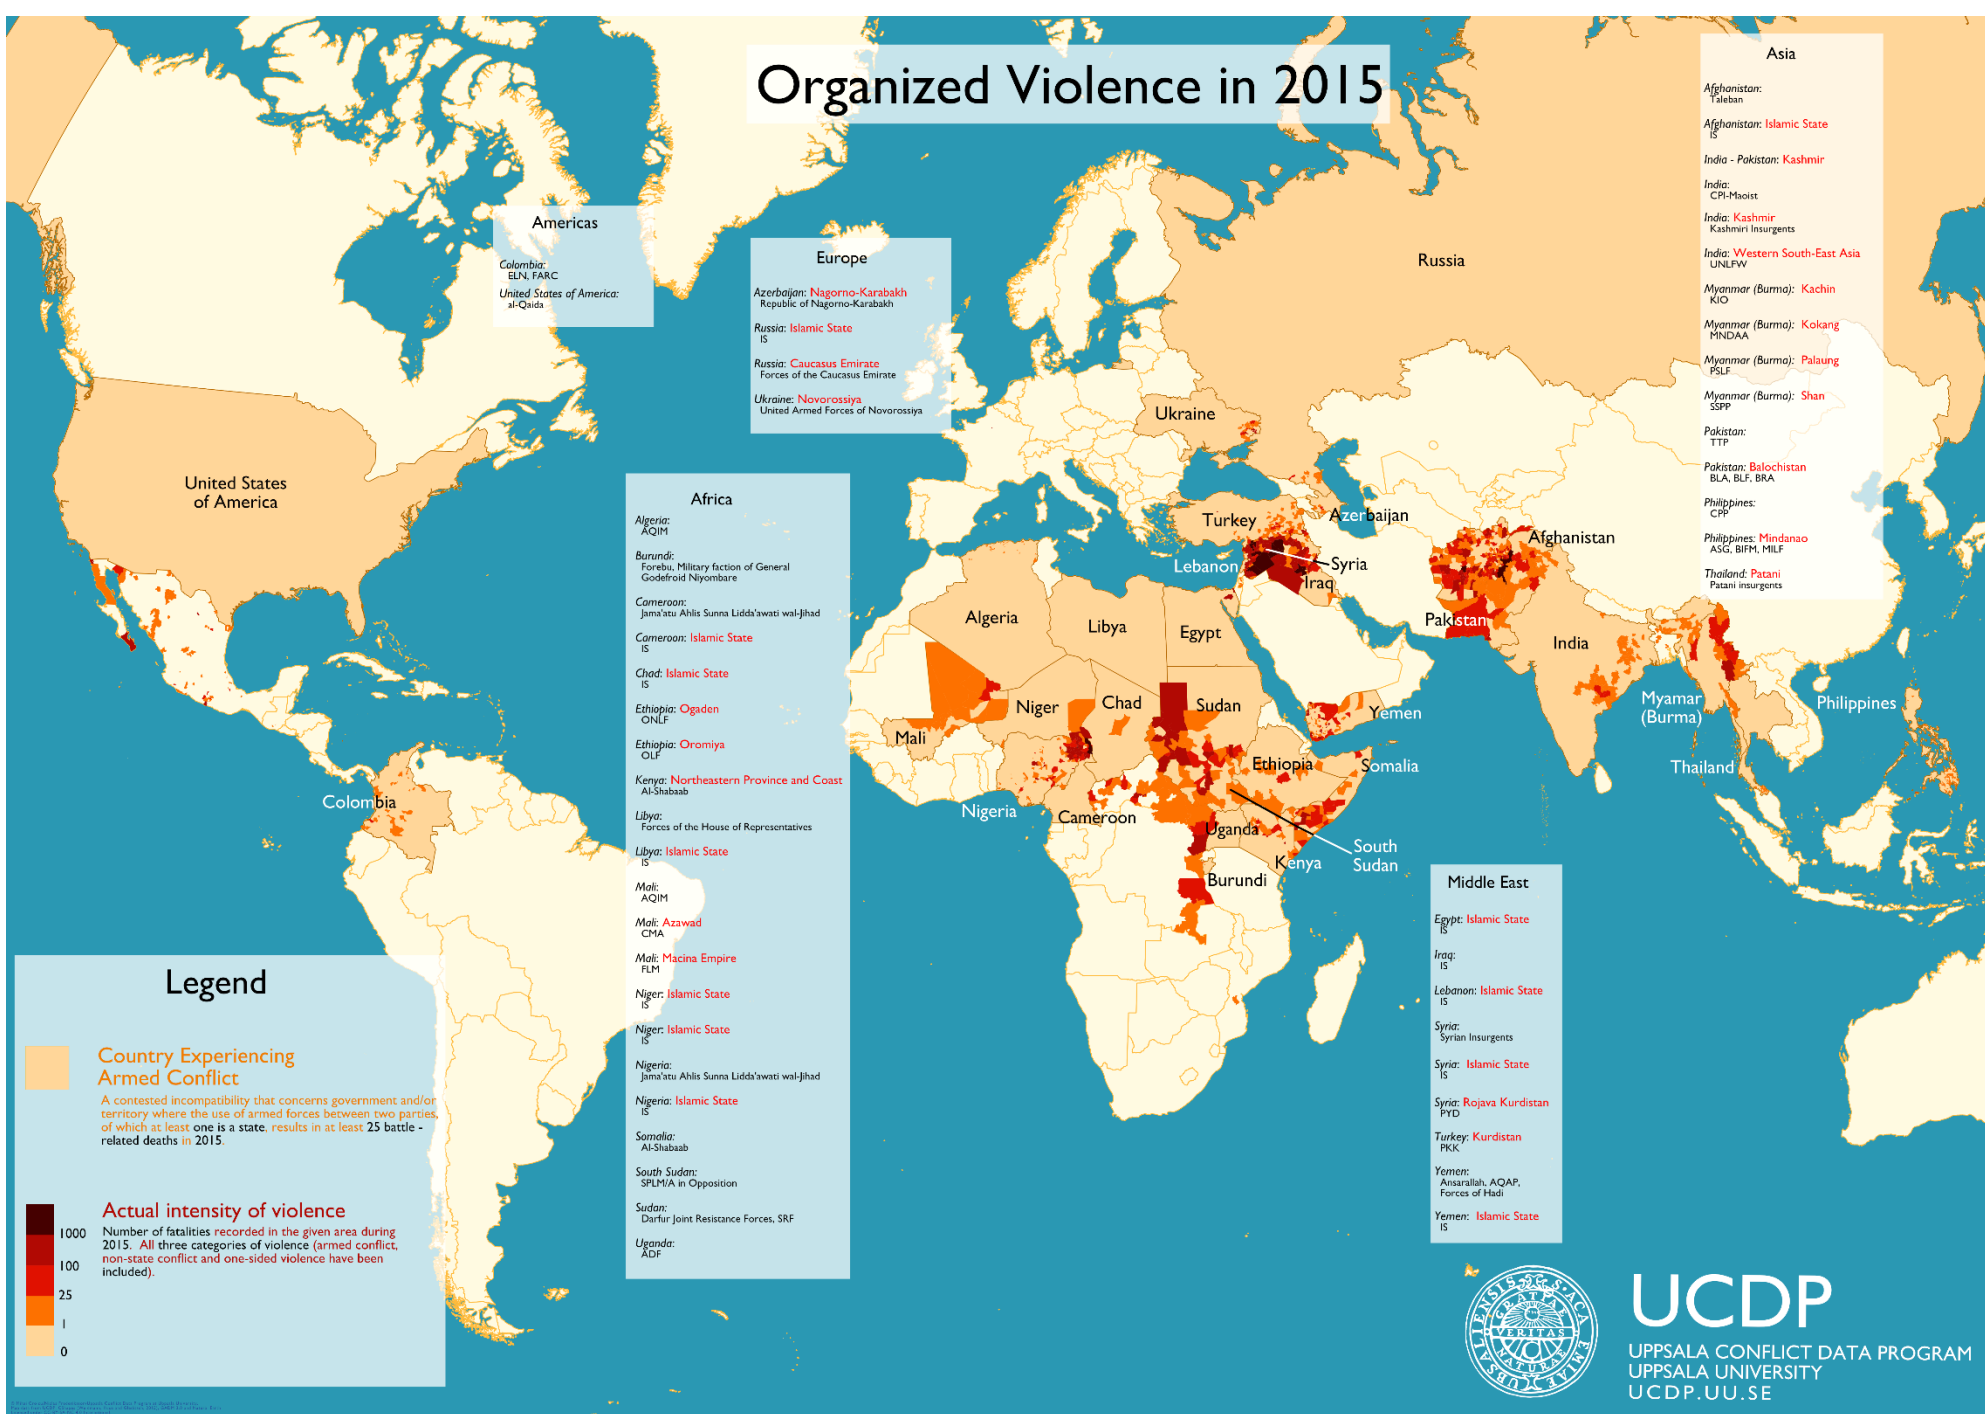 Organized Violence in 2015
Asia
Afghanistan:
Taleban
Afghanistan: Islamic State
IS
India - Pakistan: Kashmir
India:
CPI-Maoist
India: Kashmir
Kashmiri Insurgents
India: Western South-East Asia
UNLFW
Myanmar (Burma): Kachin
KIO
Myanmar (Burma): Kokang
MNDAA
Myanmar (Burma): Palaung
PSLF
Myanmar (Burma): Shan
SSPP
Pakistan:
TTP
Pakistan: Balochistan
BLA, BLF, BRA
Philippines:
CPP
Philippines: Mindanao
ASG, BIFM, MILF
Thailand: Patani
Patani insurgents
Americas
Colombia:
ELN, FARC
United States of America:
al-Qaida
Europe
Azerbaijan: Nagorno-Karabakh
Republic of Nagorno-Karabakh
Russia: Islamic State
IS
Russia: Caucasus Emirate
Forces of the Caucasus Emirate
Ukraine: Novorossiya
United Armed Forces of Novorossiya
Africa
Algeria:
AQIM
Burundi:
Forebu, Military faction of General
Godefroid Niyombare
Cameroon:
Jama'atu Ahlis Sunna Lidda'awati wal-Jihad
Cameroon: Islamic State
IS
Chad: Islamic State
IS
Ethiopia: Ogaden
ONLF
Ethiopia: Oromiya
OLF
Kenya: Northeastern Province and Coast
Al-Shabaab
Libya:
Forces of the House of Representatives
Libya: Islamic State
IS
Mali:
AQIM
Mali: Azawad
CMA
Mali: Macina Empire
FLM
Niger: Islamic State
IS
Niger: Islamic State
IS
Nigeria:
Jama'atu Ahlis Sunna Lidda'awati wal-Jihad
Nigeria: Islamic State
IS
Somalia:
Al-Shabaab
South Sudan:
SPLM/A in Opposition
Sudan:
Darfur Joint Resistance Forces, SRF
Uganda:
ADF
Middle East
Egypt: Islamic State
IS
Iraq:
IS
Lebanon: Islamic State
IS
Syria:
Syrian Insurgents
Syria: Islamic State
IS
Syria: Rojava Kurdistan
PYD
Turkey: Kurdistan
PKK
Yemen:
Ansarallah, AQAP,
Forces of Hadi
Yemen: Islamic State
IS
United States
of America
Colombia
Russia
Ukraine
Turkey
Azerbaijan
Lebanon
Syria
Iraq
Afghanistan
Pakistan
India
Myamar
(Burma)
Thailand
Philippines
Algeria
Libya
Egypt
Mali
Niger
Chad
Sudan
Yemen
Ethiopia
Somalia
Nigeria
Cameroon
Uganda
Kenya
South
Sudan
Burundi
Legend
Country Experiencing
Armed Conflict
A contested incompatibility that concerns government and/or
territory where the use of armed forces between two parties,
of which at least one is a state, results in at least 25 battle -
related deaths in 2015.
Actual intensity of violence
Number of fatalities recorded in the given area during
2015. All three categories of violence (armed conflict,
non-state conflict and one-sided violence have been
included).
1000
100
25
1
0
UCDP
UPPSALA CONFLICT DATA PROGRAM
UPPSALA UNIVERSITY
UCDP.UU.SE